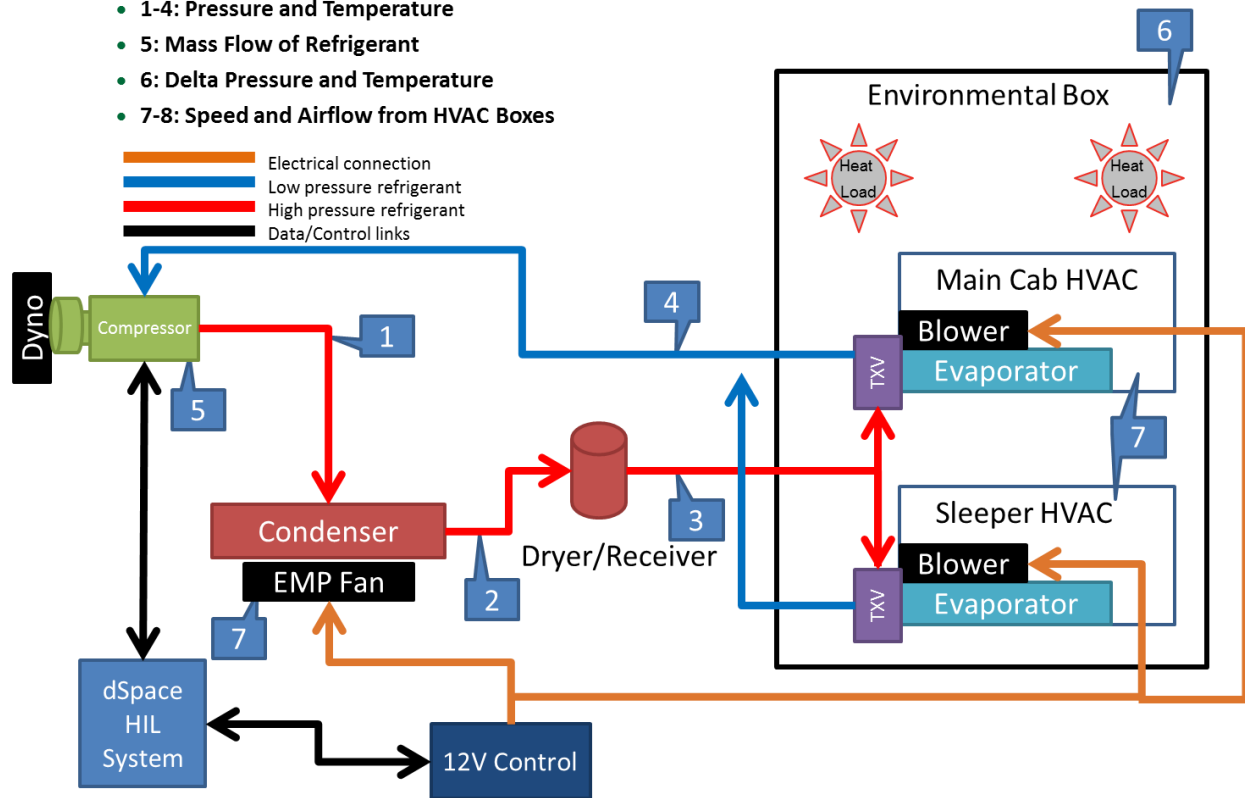 • 1-4: Pressure and Temperature
• 5: Mass Flow of Refrigerant
• 6: Delta Pressure and Temperature
• 7-8: Speed and Airflow from HVAC Boxes
Electrical connection
Low pressure refrigerant
High pressure refrigerant
Data/Control links
6
Environmental Box
Heat
Load
Heat
Load
Main Cab HVAC
Blower
Evaporator
TXV
4
Dyno
Compressor
1
5
7
Sleeper HVAC
Blower
Evaporator
TXV
3
Dryer/Receiver
Condenser
EMP Fan
2
7
dSpace
HIL
System
12V Control